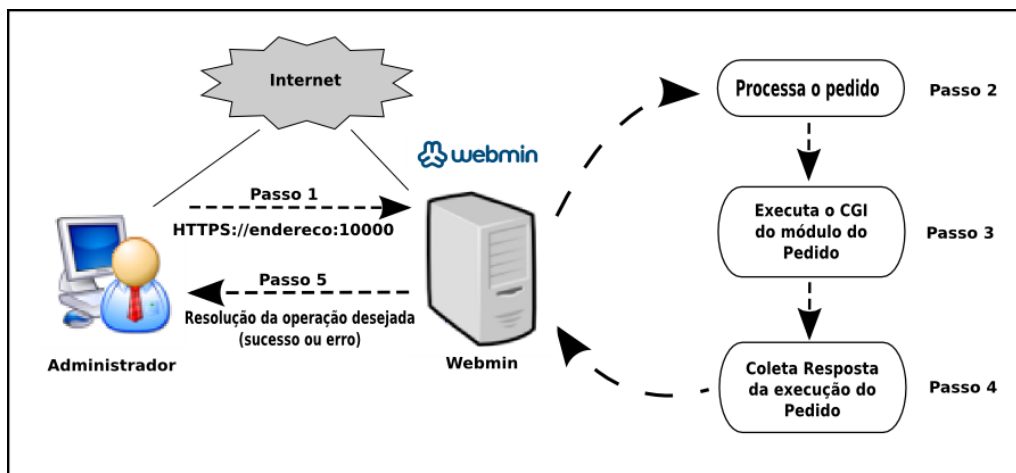 Internet
webmin
Processa o pedido
Passo 2
Passo 1
HTTPS://endereco:10000
Executa o CGI
do módulo do
Pedido
Passo 3
Passo 5
Resolução da operação desejada
(sucesso ou erro)
Administrador
Webmin
Coleta Resposta
da execução do
Pedido
Passo 4